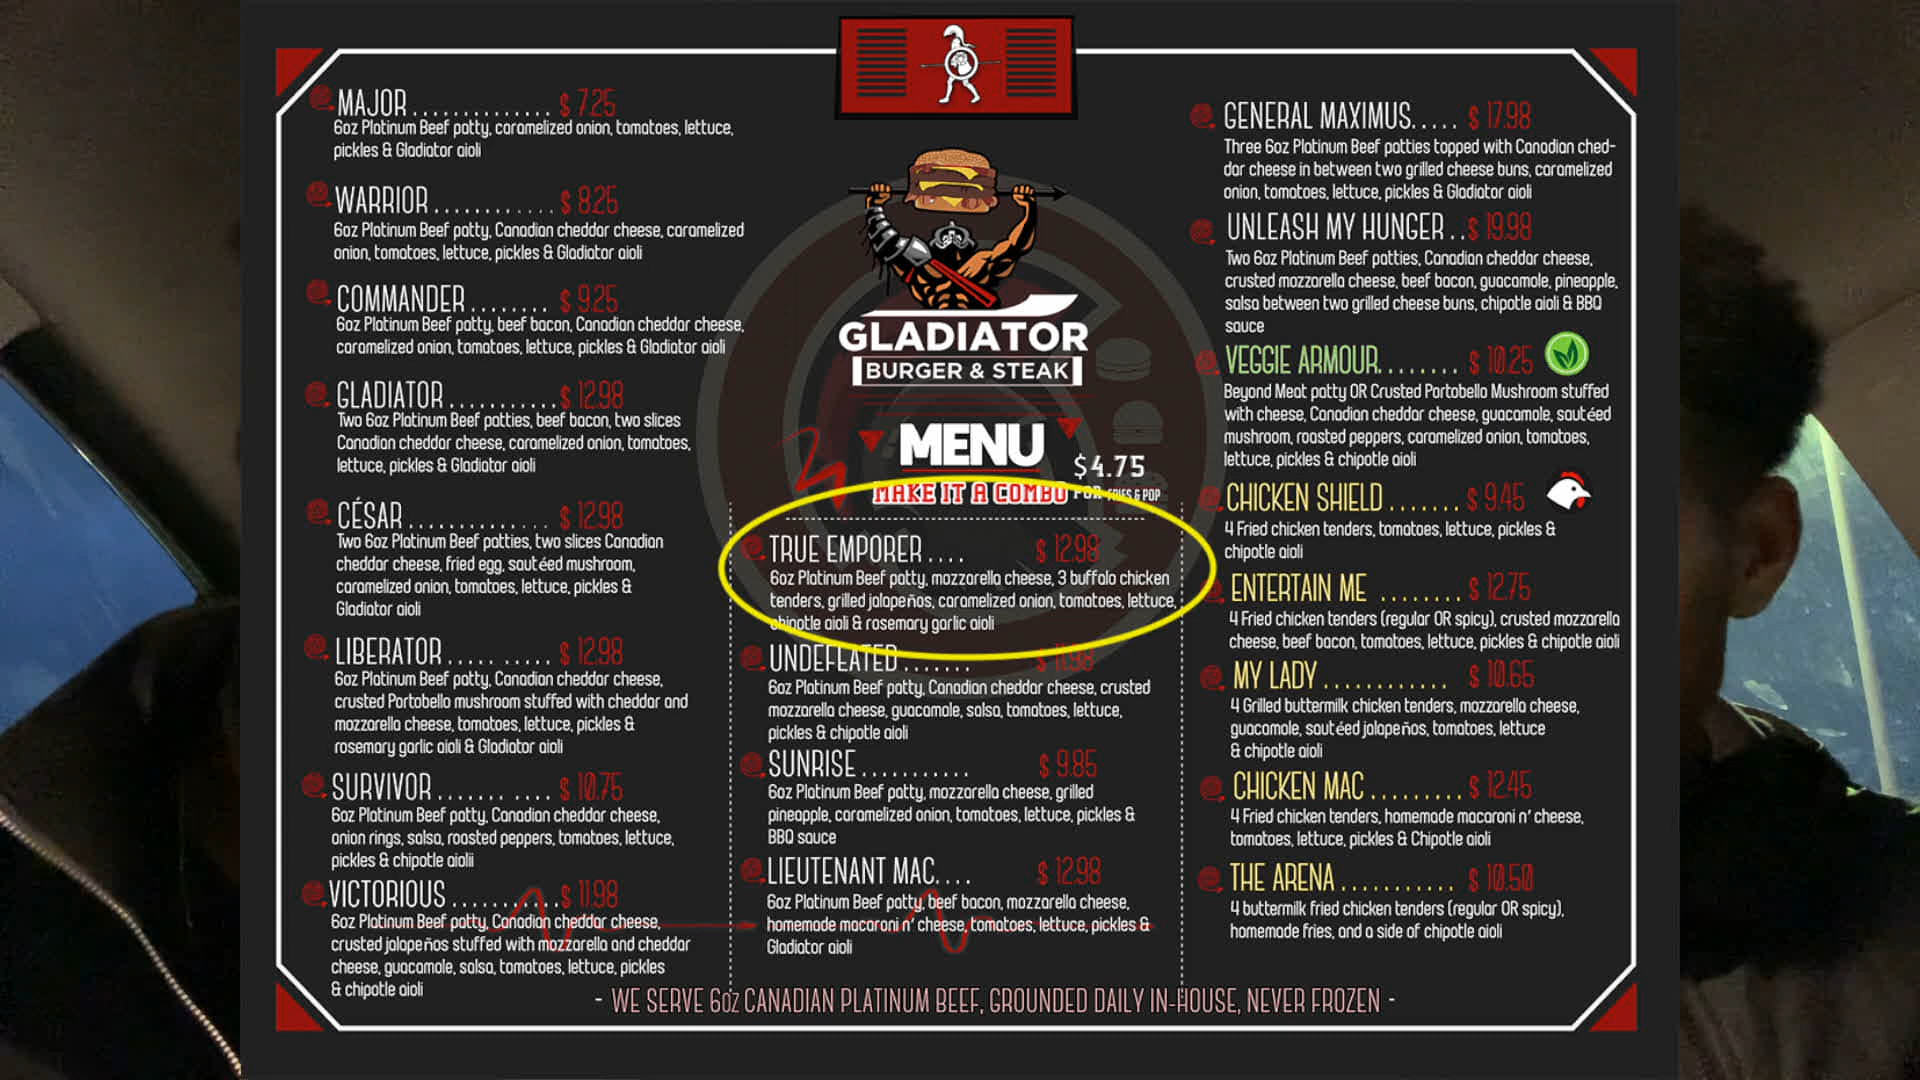 MAJOR.............. $ 7.25
6oz Platinum Beef patty, caramelized onion, tomatoes, lettuce,
pickles & Gladiator aioli
WARRIOR............ $ 8.25
6oz Platinum Beef patty, Canadian cheddar cheese, caramelized
onion, tomatoes, lettuce, pickles & Gladiator aioli
COMMANDER........ $ 9.25
6oz Platinum Beef patty, beef bacon, Canadian cheddar cheese,
caramelized onion, tomatoes, lettuce, pickles & Gladiator aioli
GLADIATOR...........$ 12.98
Two 6oz Platinum Beef patties, beef bacon, two slices
Canadian cheddar cheese, caramelized onion, tomatoes,
lettuce, pickles & Gladiator aioli
CÉSAR.............. $ 12.98
Two 6oz Platinum Beef patties, two slices Canadian
cheddar cheese, fried egg, sautéed mushroom,
caramelized onion, tomatoes, lettuce, pickles &
Gladiator aioli
LIBERATOR..... ..... $ 12.98
6oz Platinum Beef patty, Canadian cheddar cheese,
crusted Portobello mushroom stuffed with cheddar and
mozzarella cheese, tomatoes, lettuce, pickles &
rosemary garlic aioli & Gladiator aioli
SURVIVOR....... .... $ 10.75
6oz Platinum Beef patty, Canadian cheddar cheese,
onion rings, salsa, roasted peppers, tomatoes, lettuce,
pickles & chipotle aiolii
VICTORIOUS...........$ 11.98
6oz Platinum Beef patty, Canadian cheddar cheese,
crusted jalapeños stuffed with mozzarella and cheddar
cheese, guacamole, salsa, tomatoes, lettuce, pickles
& chipotle aioli
GLADIATOR
BURGER & STEAK
MENU
$4.75
MAKE IT A COMBO FOR FRIES & POP
TRUE EMPORER.... $ 12.98
6oz Platinum Beef patty, mozzarella cheese, 3 buffalo chicken
tenders, grilled jalapeños, caramelized onion, tomatoes, lettuce,
chipotle aioli & rosemary garlic aioli
UNDEFEATED....... $ 11.98
6oz Platinum Beef patty, Canadian cheddar cheese, crusted
mozzarella cheese, guacamole, salsa, tomatoes, lettuce,
pickles & chipotle aioli
SUNRISE........... $ 9.85
6oz Platinum Beef patty, mozzarella cheese, grilled
pineapple, caramelized onion, tomatoes, lettuce, pickles &
BBQ sauce
LIEUTENANT MAC.... $ 12.98
6oz Platinum Beef patty, beef bacon, mozzarella cheese,
homemade macaroni n' cheese, tomatoes, lettuce, pickles &
Gladiator aioli
GENERAL MAXIMUS..... $ 17.98
Three 6oz Platinum Beef patties topped with Canadian ched-
dar cheese in between two grilled cheese buns, caramelized
onion, tomatoes, lettuce, pickles & Gladiator aioli
UNLEASH MY HUNGER..$ 19.98
Two 6oz Platinum Beef patties, Canadian cheddar cheese,
crusted mozzarella cheese, beef bacon, guacamole, pineapple,
salsa between two grilled cheese buns, chipotle aioli & BBQ
sauce
VEGGIE ARMOUR........ $ 10.25
Beyond Meat patty OR Crusted Portobello Mushroom stuffed
with cheese, Canadian cheddar cheese, guacamole, sautéed
mushroom, roasted peppers, caramelized onion, tomatoes,
lettuce, pickles & chipotle aioli
CHICKEN SHIELD.......$ 9.45
4 Fried chicken tenders, tomatoes, lettuce, pickles &
chipotle aioli
ENTERTAIN ME ........ $ 12.75
4 Fried chicken tenders (regular OR spicy), crusted mozzarella
cheese, beef bacon, tomatoes, lettuce, pickles & chipotle aioli
MY LADY............ $ 10.65
4 Grilled buttermilk chicken tenders, mozzarella cheese,
guacamole, sautéed jalapeños, tomatoes, lettuce
& chipotle aioli
CHICKEN MAC.........$ 12.45
4 Fried chicken tenders, homemade macaroni n' cheese,
tomatoes, lettuce, pickles & Chipotle aioli
THE ARENA........... $ 10.50
4 buttermilk fried chicken tenders (regular OR spicy),
homemade fries, and a side of chipotle aioli
- WE SERVE 6oz CANADIAN PLATINUM BEEF, GROUNDED DAILY IN-HOUSE, NEVER FROZEN -